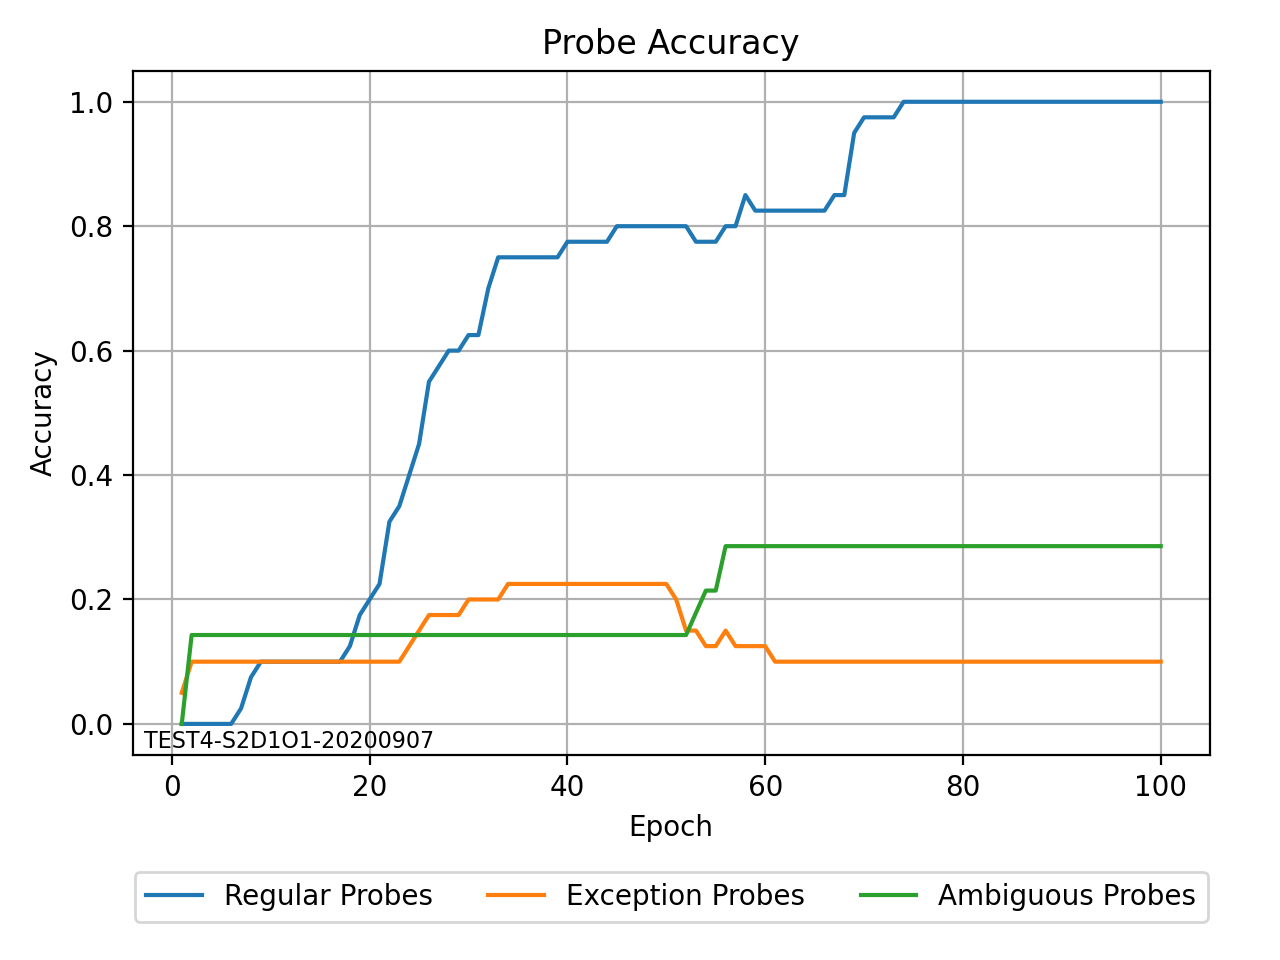 Probe Accuracy
Accuracy
1.0
0.8
0.6
0.4
0.2
0.0
TEST4-S2D1O1-20200907
0 20 40 60 80 100
Epoch
Regular Probes Exception Probes Ambiguous Probes